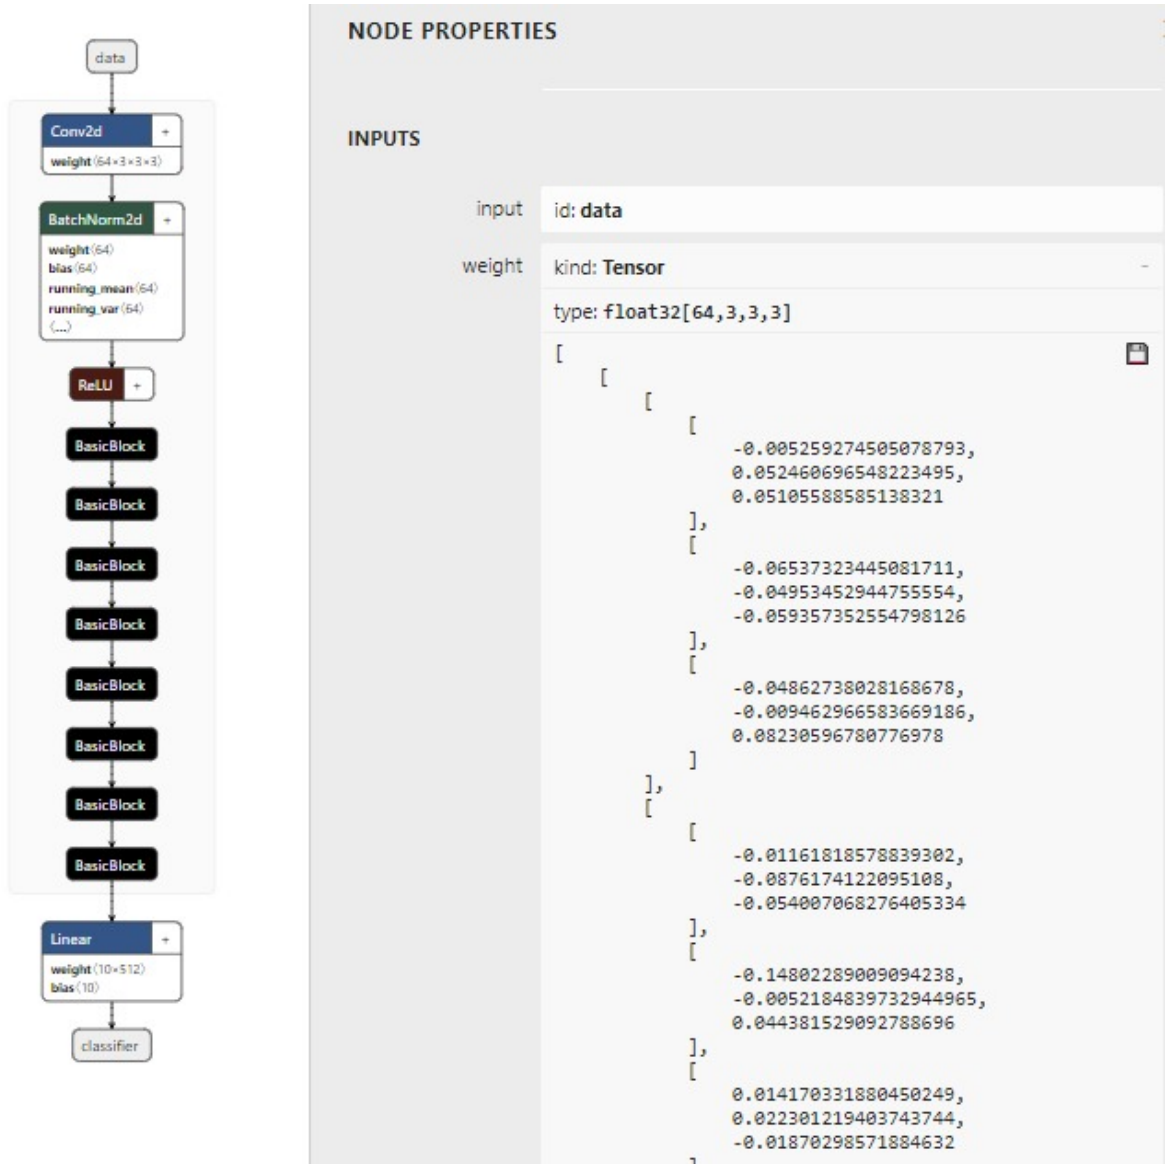 data
Conv2d +
weight⟨64×3×3×3⟩
BatchNorm2d +
weight⟨64⟩
bias⟨64⟩
running_mean⟨64⟩
running_var⟨64⟩
⟨...⟩
ReLU +
BasicBlock
BasicBlock
BasicBlock
BasicBlock
BasicBlock
BasicBlock
BasicBlock
BasicBlock
Linear +
weight⟨10×512⟩
bias⟨10⟩
classifier
NODE PROPERTIES
INPUTS
input id: data
weight kind: Tensor -
type: float32[64,3,3,3]
[
[
[
[
-0.005259274505078793,
0.052460696548223495,
0.05105588585138321
],
[
-0.06537323445081711,
-0.04953452944755554,
-0.059357352554798126
],
[
-0.04862738028168678,
-0.009462966583669186,
0.08230596780776978
]
],
[
[
-0.01161818578839302,
-0.0876174122095108,
-0.054007068276405334
],
[
-0.14802289009094238,
-0.0052184839732944965,
0.044381529092788696
],
[
0.014170331880450249,
0.022301219403743744,
-0.01870298571884632
]